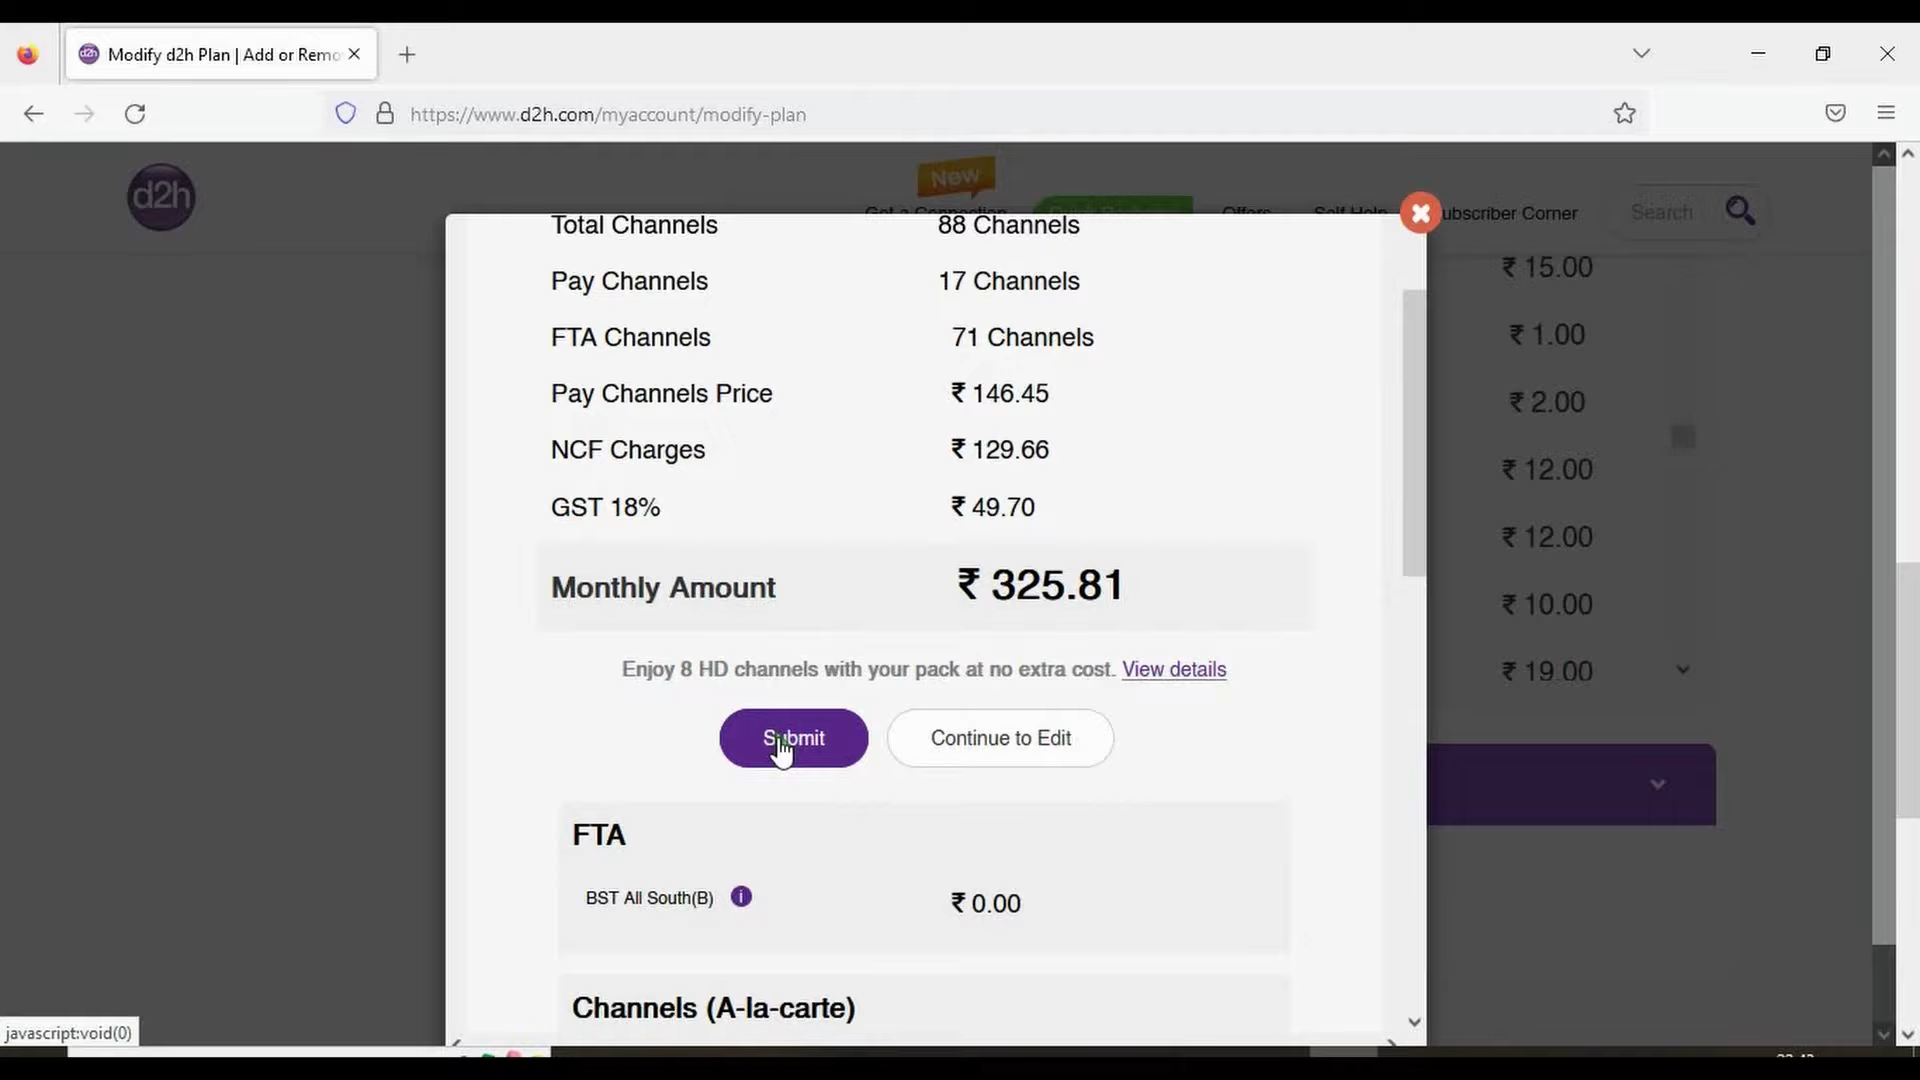 Modify d2h Plan | Add or Remo
https://www.d2h.com/myaccount/modify-plan
New
d2h
Offers
Self Help
ubscriber Corner
Search
Total Channels 88 Channels
Pay Channels 17 Channels
FTA Channels 71 Channels
Pay Channels Price ₹ 146.45
NCF Charges ₹ 129.66
GST 18% ₹ 49.70
Monthly Amount ₹ 325.81
Enjoy 8 HD channels with your pack at no extra cost. View details
Submit Continue to Edit
FTA
BST All South(B) i ₹ 0.00
Channels (A-la-carte)
₹ 15.00
₹ 1.00
₹ 2.00
₹ 12.00
₹ 12.00
₹ 10.00
₹ 19.00
javascript:void(0)